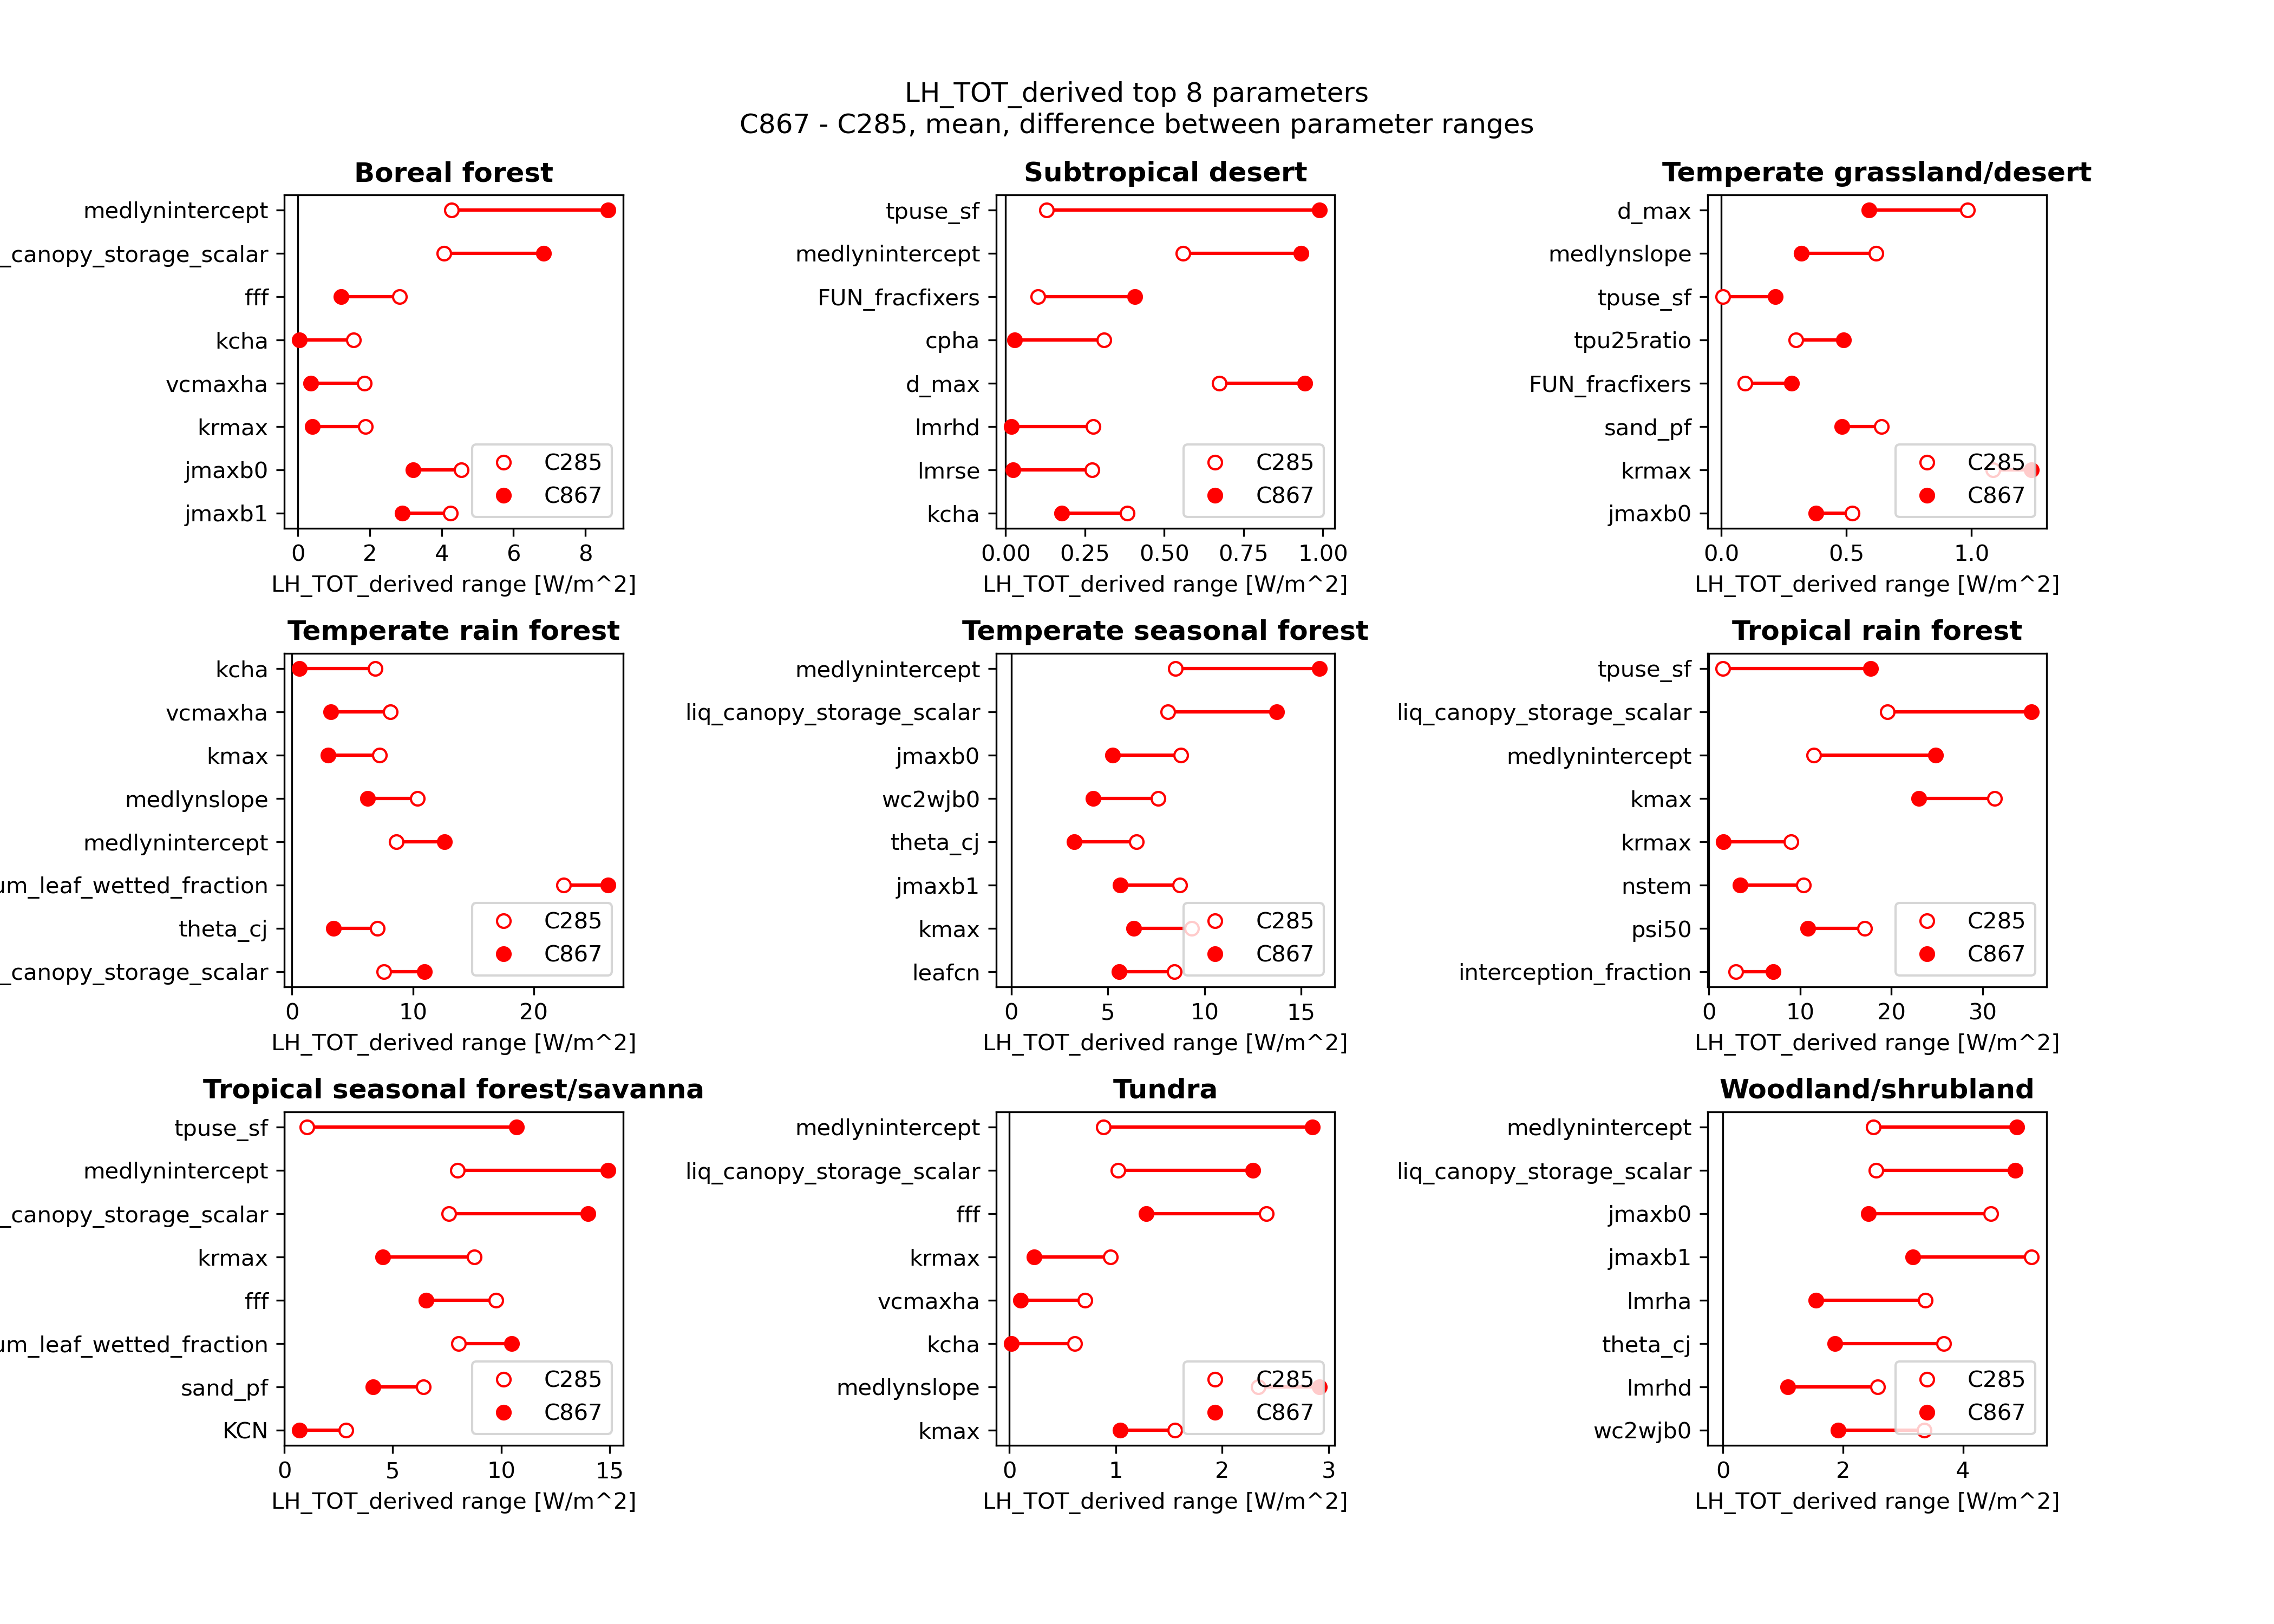 LH_TOT_derived top 8 parameters
C867 - C285, mean, difference between parameter ranges
Boreal forest
medlynintercept
_canopy_storage_scalar
fff
kcha
vcmaxha
krmax
jmaxb0
jmaxb1
C285
C867
0 2 4 6 8
LH_TOT_derived range [W/m^2]
Subtropical desert
tpuse_sf
medlynintercept
FUN_fracfixers
cpha
d_max
lmrhd
lmrse
kcha
C285
C867
0.00 0.25 0.50 0.75 1.00
LH_TOT_derived range [W/m^2]
Temperate grassland/desert
d_max
medlynslope
tpuse_sf
tpu25ratio
FUN_fracfixers
sand_pf
krmax
jmaxb0
C285
C867
0.0 0.5 1.0
LH_TOT_derived range [W/m^2]
Temperate rain forest
kcha
vcmaxha
kmax
medlynslope
medlynintercept
um_leaf_wetted_fraction
theta_cj
_canopy_storage_scalar
C285
C867
0 10 20
LH_TOT_derived range [W/m^2]
Temperate seasonal forest
medlynintercept
liq_canopy_storage_scalar
jmaxb0
wc2wjb0
theta_cj
jmaxb1
kmax
leafcn
C285
C867
0 5 10 15
LH_TOT_derived range [W/m^2]
Tropical rain forest
tpuse_sf
liq_canopy_storage_scalar
medlynintercept
kmax
krmax
nstem
psi50
interception_fraction
C285
C867
0 10 20 30
LH_TOT_derived range [W/m^2]
Tropical seasonal forest/savanna
tpuse_sf
medlynintercept
_canopy_storage_scalar
krmax
fff
um_leaf_wetted_fraction
sand_pf
KCN
C285
C867
0 5 10 15
LH_TOT_derived range [W/m^2]
Tundra
medlynintercept
liq_canopy_storage_scalar
fff
krmax
vcmaxha
kcha
medlynslope
kmax
C285
C867
0 1 2 3
LH_TOT_derived range [W/m^2]
Woodland/shrubland
medlynintercept
liq_canopy_storage_scalar
jmaxb0
jmaxb1
lmrha
theta_cj
lmrhd
wc2wjb0
C285
C867
0 2 4
LH_TOT_derived range [W/m^2]